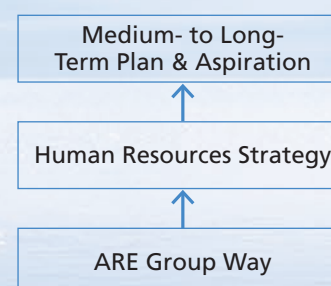 Medium- to Long-
Term Plan & Aspiration
Human Resources Strategy
ARE Group Way